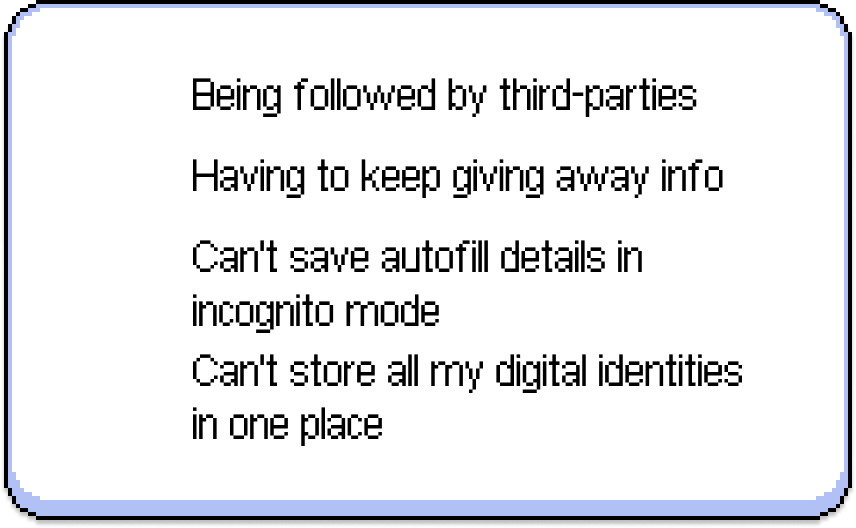 Being followed by third-parties
Having to keep giving away info
Can't save autofill details in
incognito mode
Can't store all my digital identities
in one place